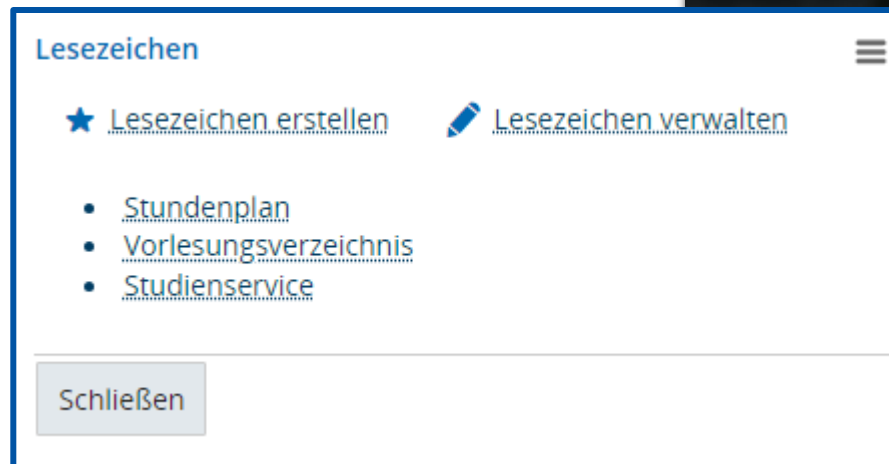 Lesezeichen
Lesezeichen erstellen Lesezeichen verwalten
Stundenplan
Vorlesungsverzeichnis
Studienservice
Schließen